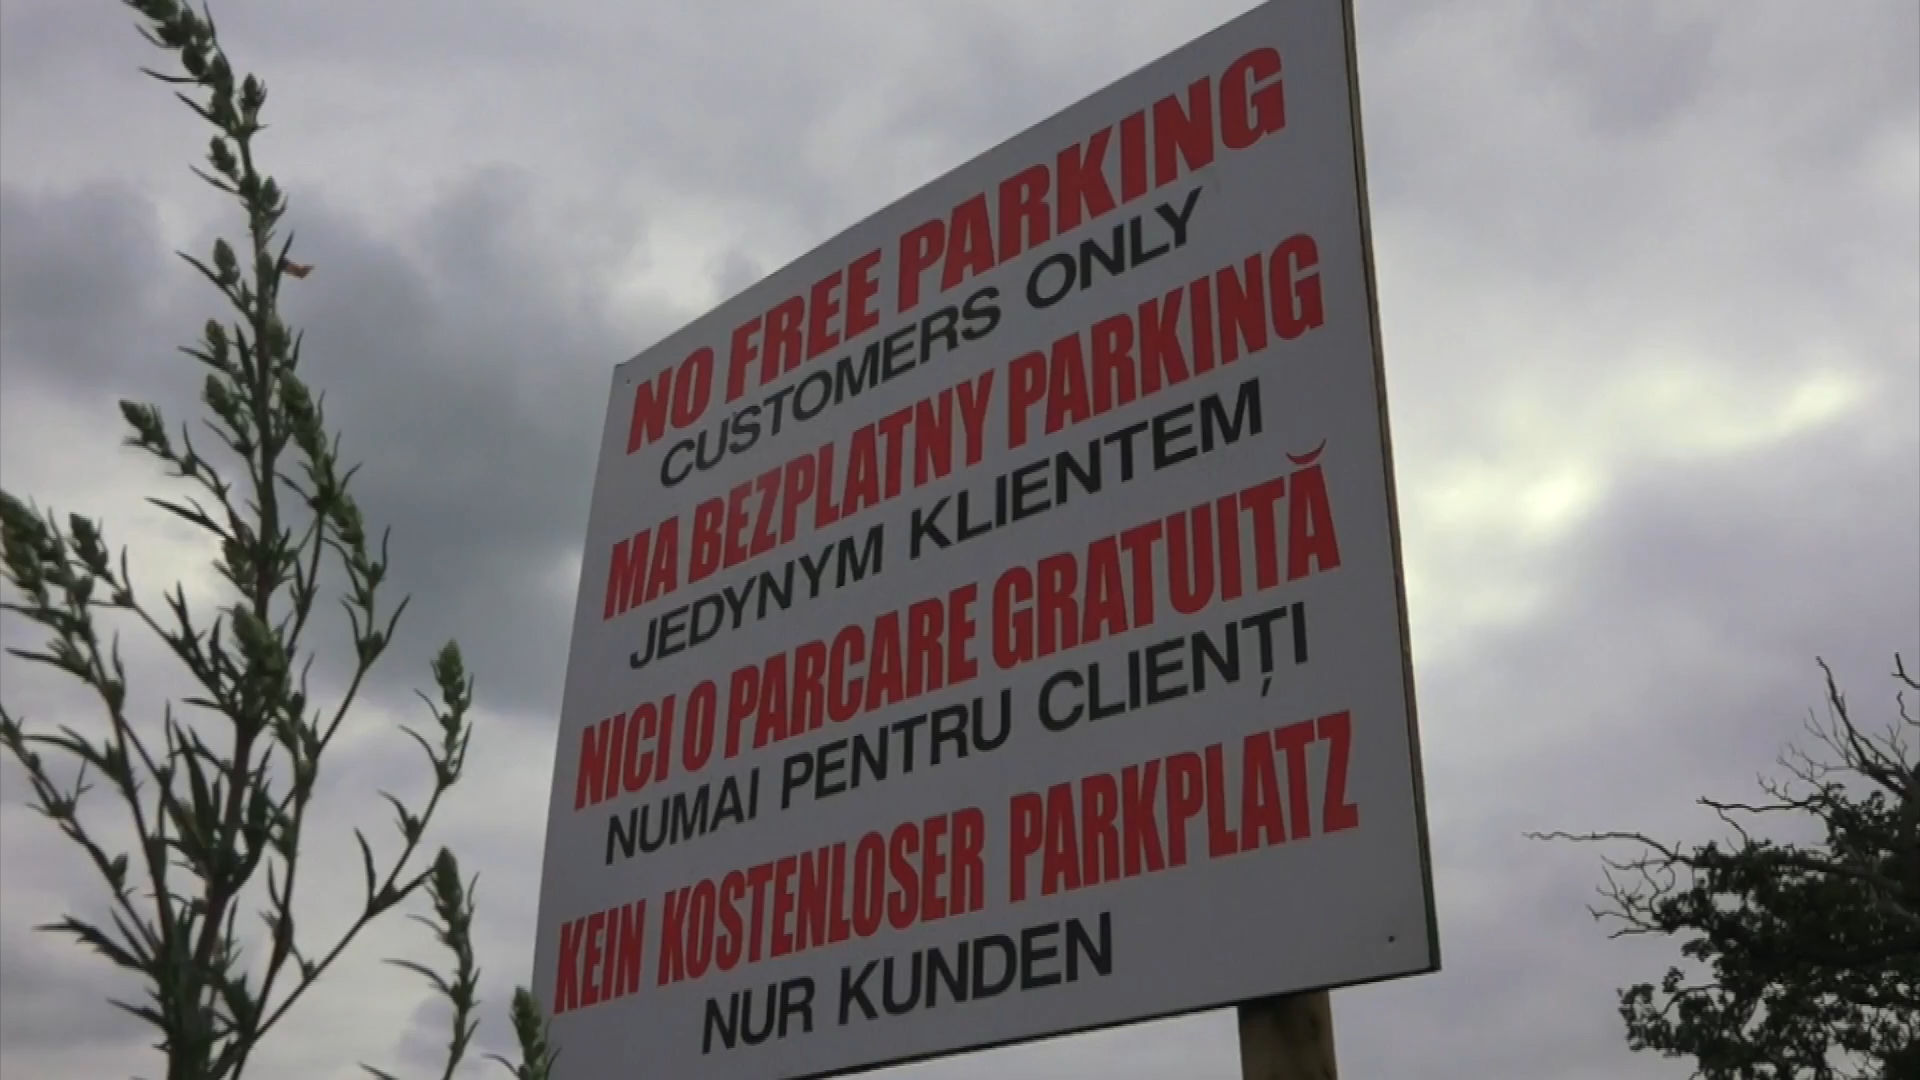 NO FREE PARKING
CUSTOMERS ONLY
MA BEZPLATNY PARKING
JEDYNYM KLIENTEM
NICI O PARCARE GRATUITĂ
NUMAI PENTRU CLIENȚI
KEIN KOSTENLOSER PARKPLATZ
NUR KUNDEN